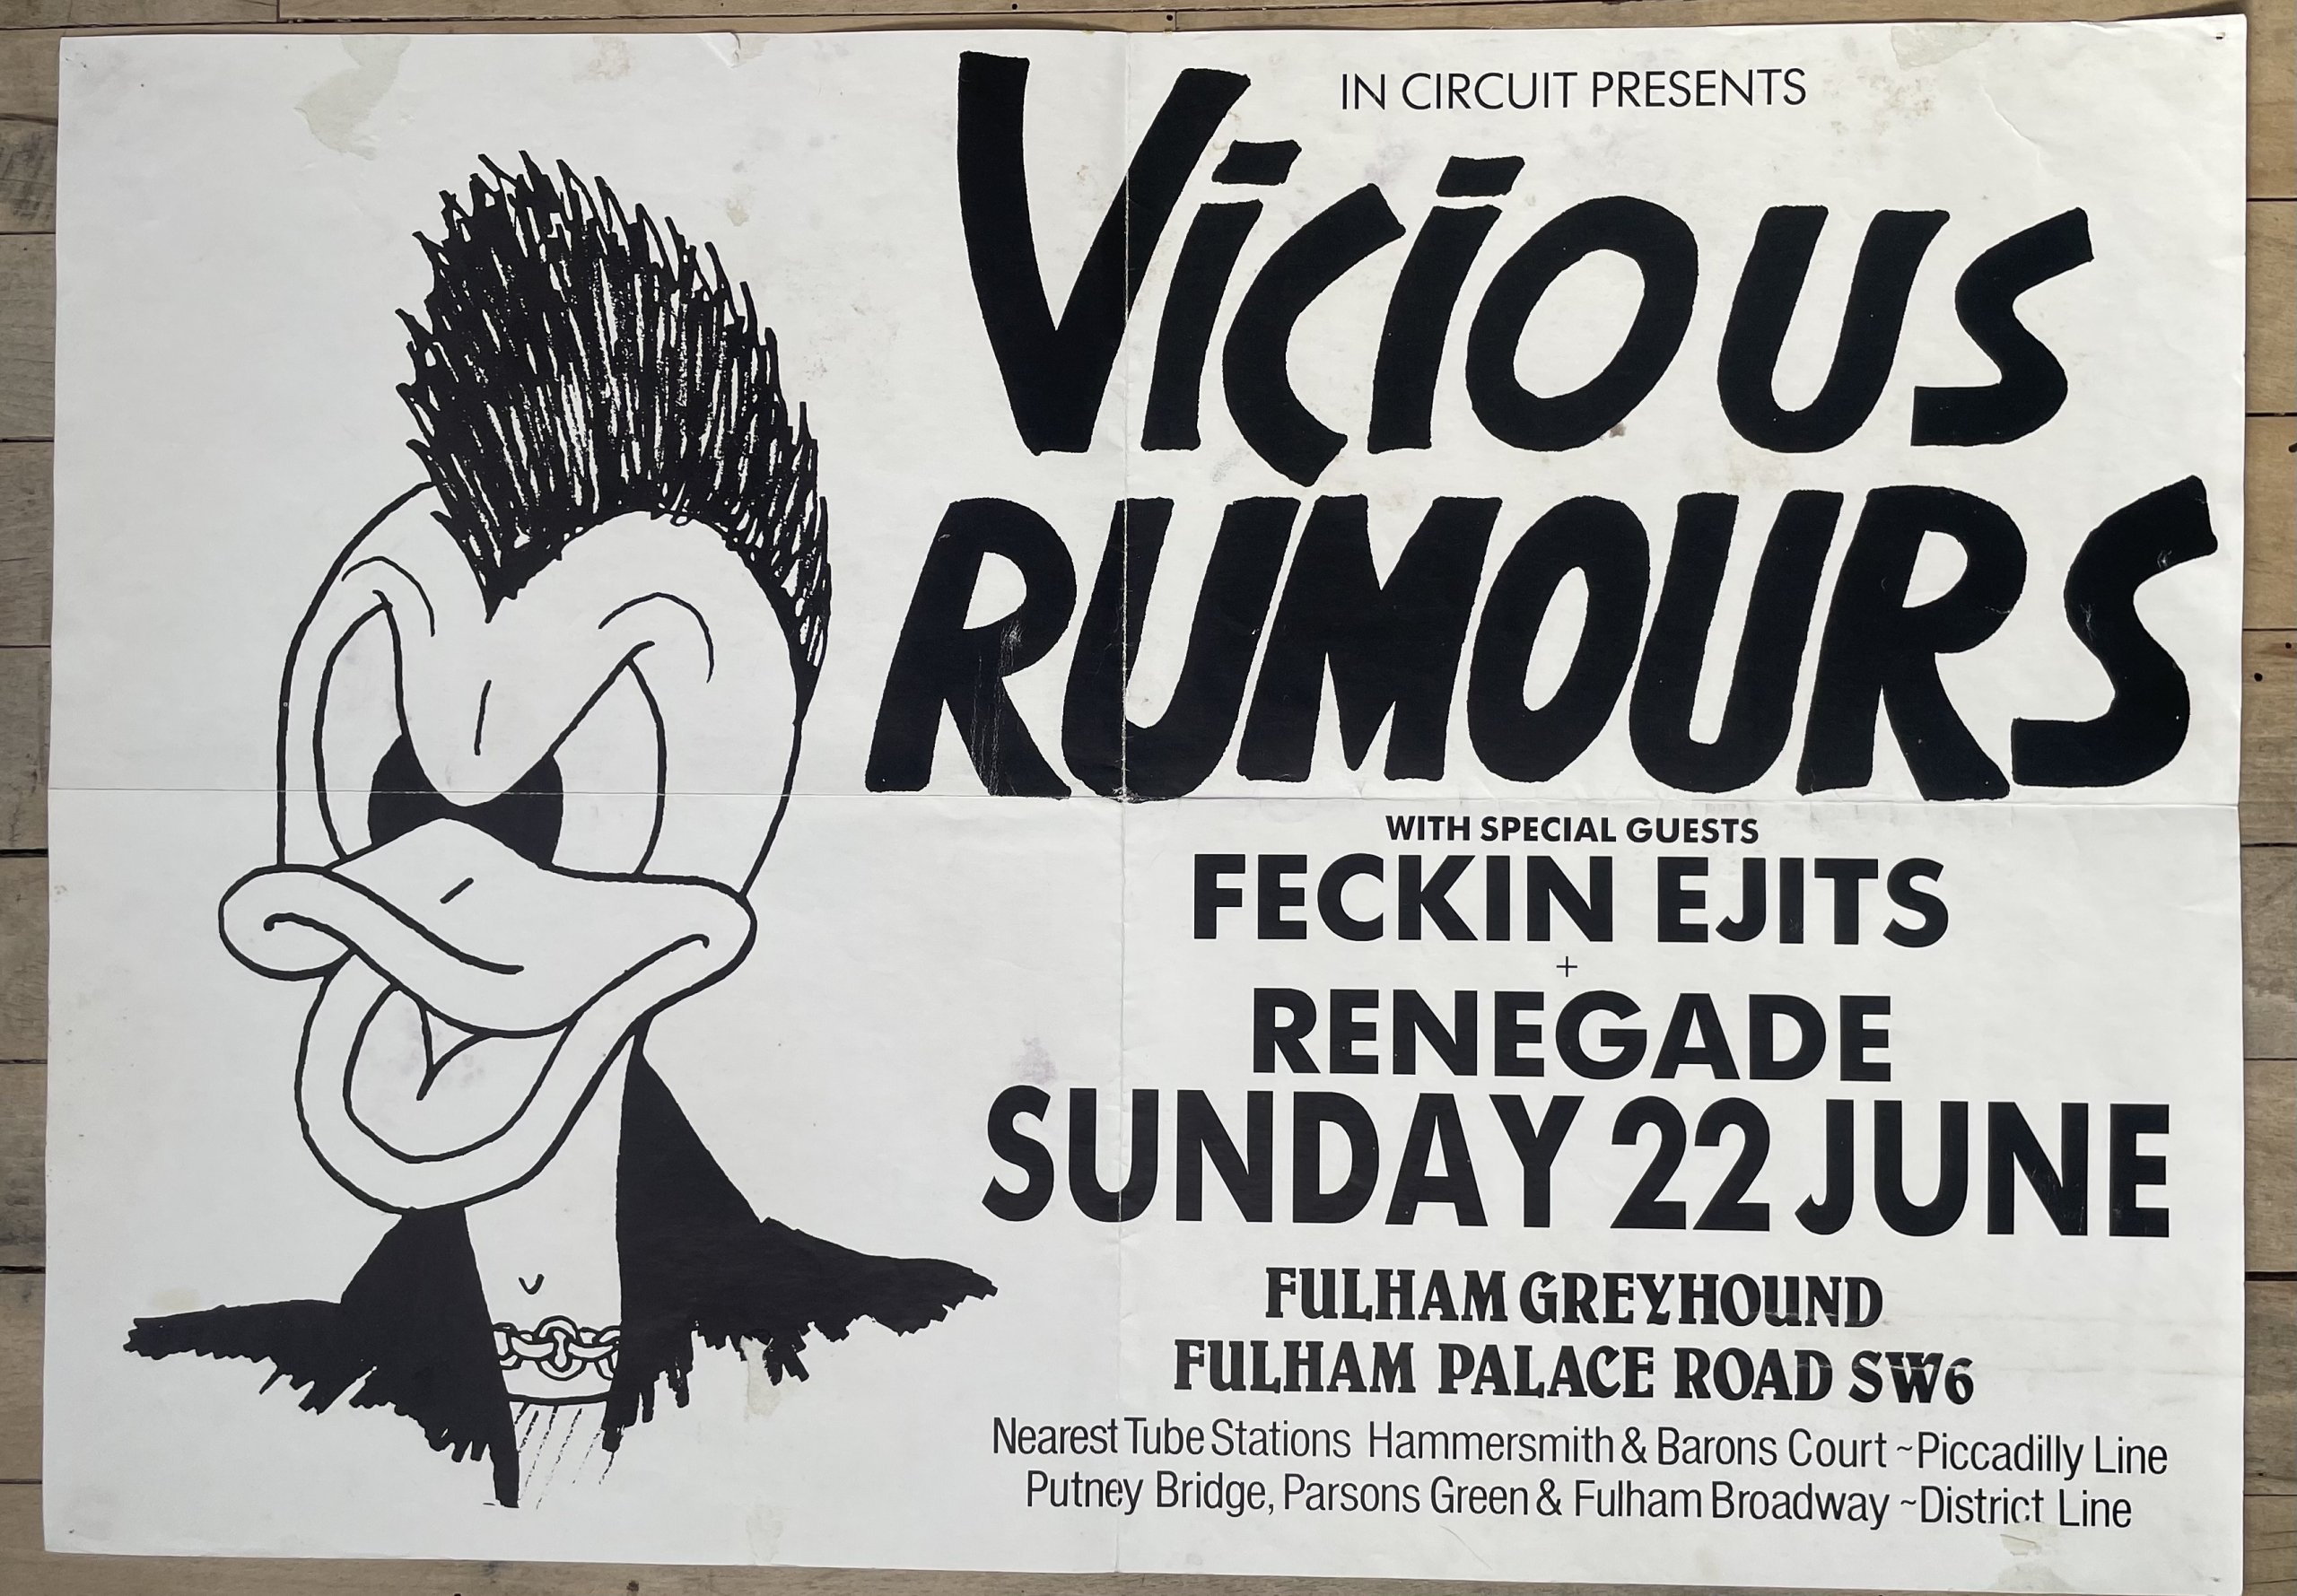 IN CIRCUIT PRESENTS
Vicious
RUMOURS
WITH SPECIAL GUESTS
FECKIN EJITS
+
RENEGADE
SUNDAY 22 JUNE
FULHAM GREYHOUND
FULHAM PALACE ROAD SW6
Nearest Tube Stations Hammersmith & Barons Court ~Piccadilly Line
Putney Bridge, Parsons Green & Fulham Broadway ~District Line